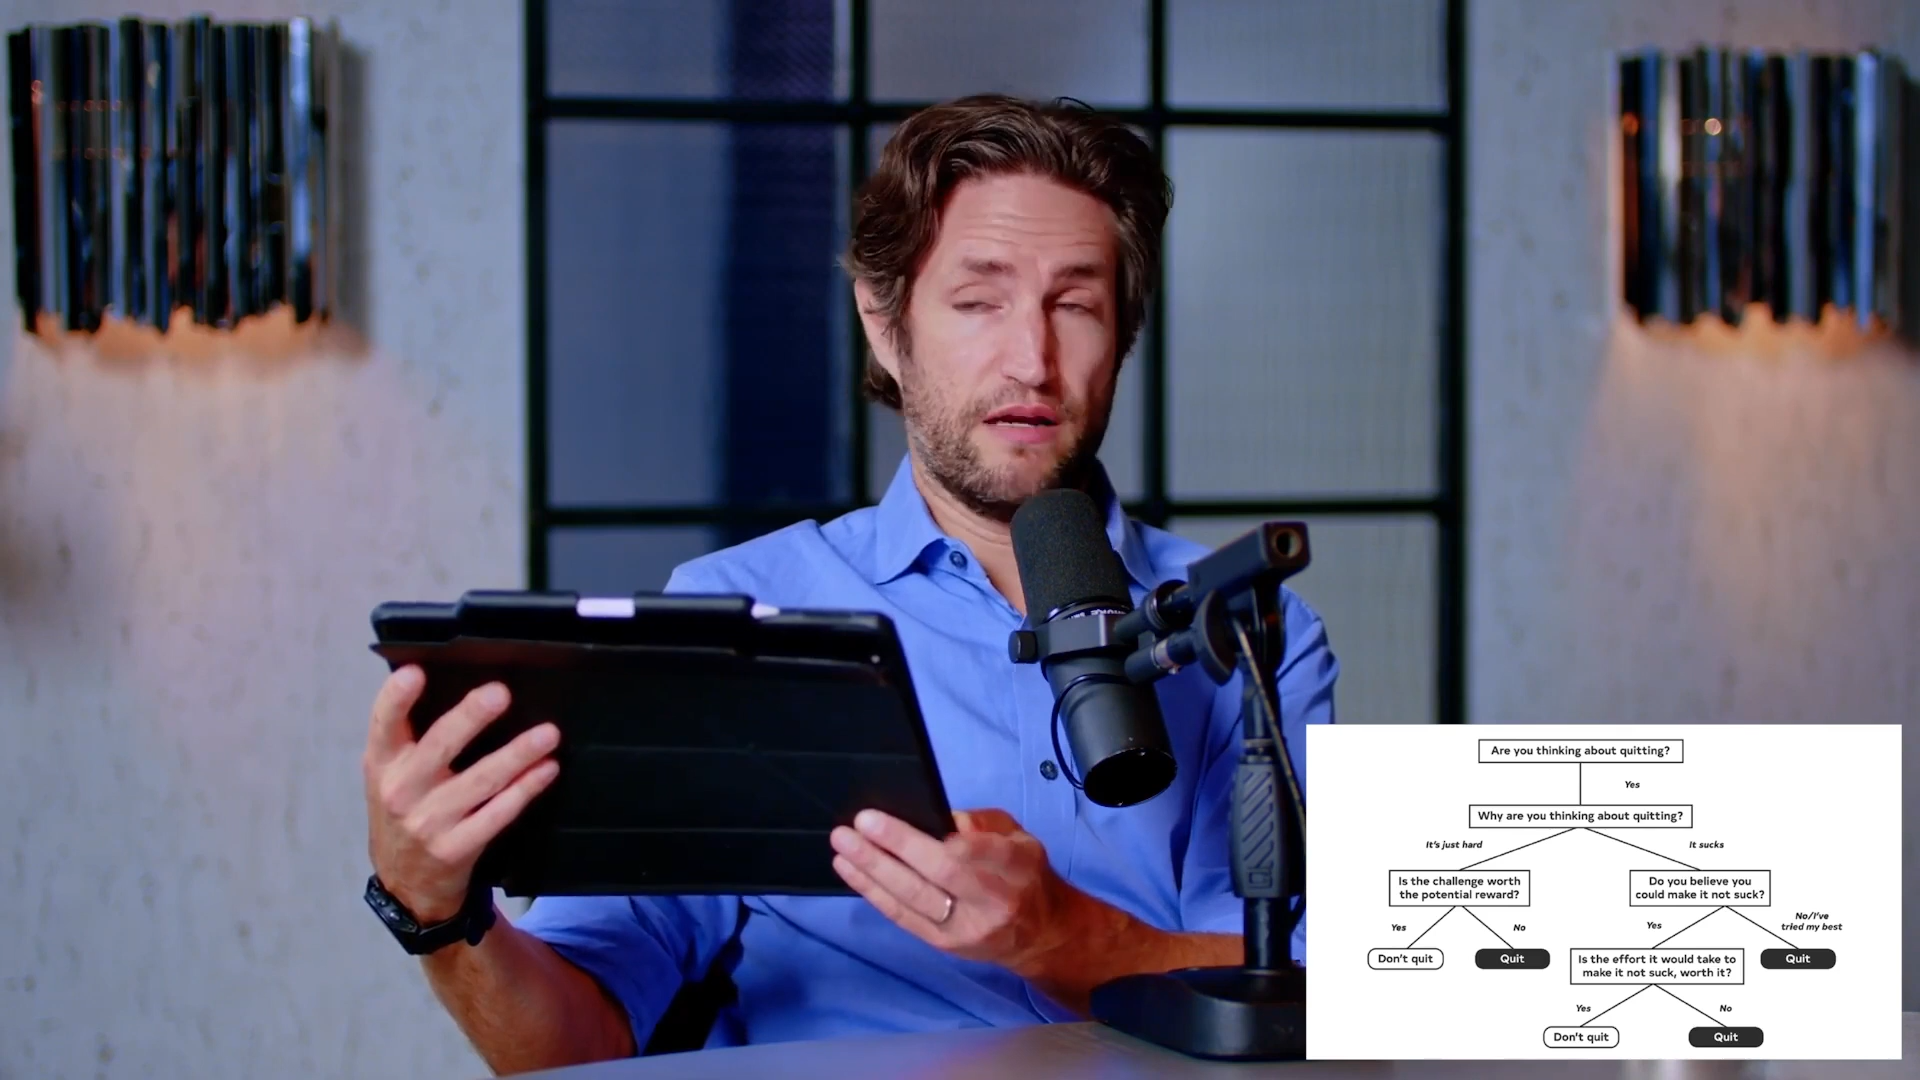 Are you thinking about quitting?
Yes
Why are you thinking about quitting?
It's just hard
It sucks
Is the challenge worth
the potential reward?
Do you believe you
could make it not suck?
Yes
No
Yes
No/I've
tried my best
Don't quit
Quit
Is the effort it would take to
make it not suck, worth it?
Quit
Yes
No
Don't quit
Quit